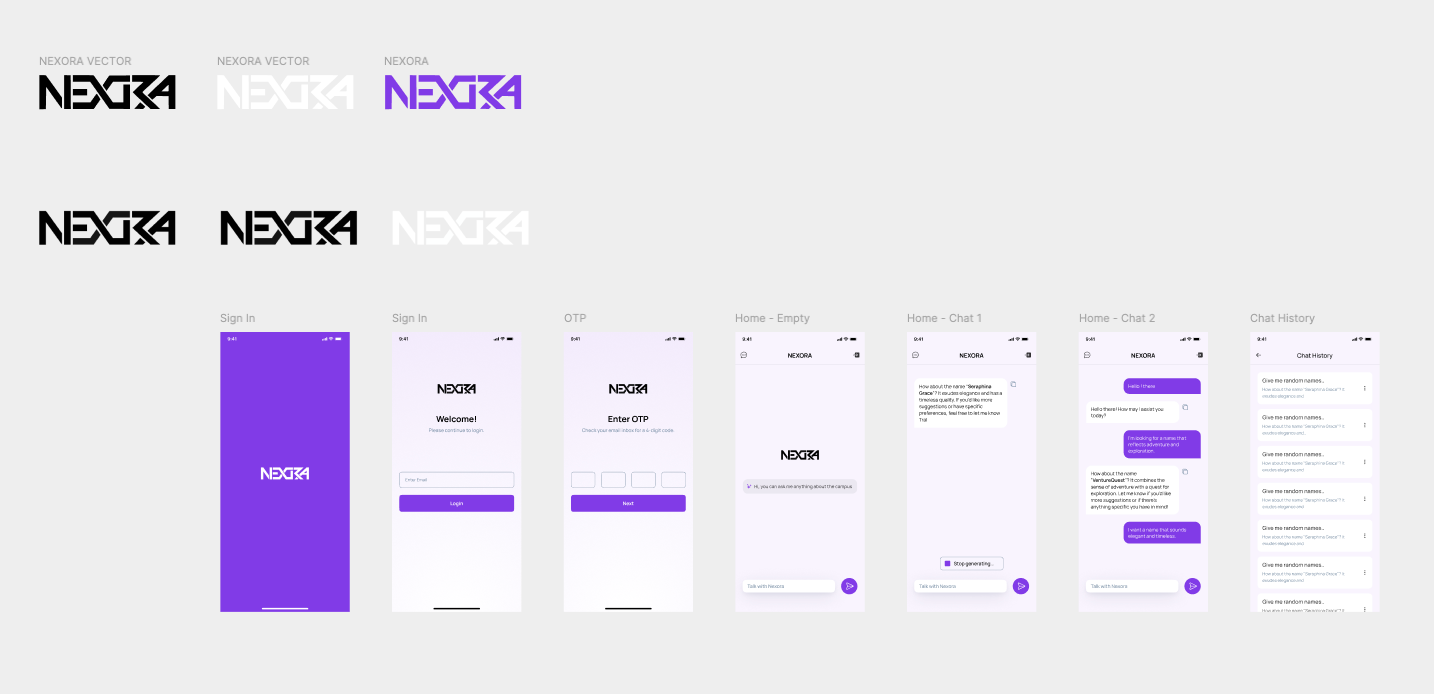 NEXORA VECTOR
NEXORA VECTOR
NEXORA
NEXORA
NEXORA
NEXORA
NEXORA
NEXORA
NEXORA
Sign In
9:41
NEXORA
Sign In
9:41
NEXORA
Welcome!
Please continue to login.
Enter Email
Login
OTP
9:41
NEXORA
Enter OTP
Next
Home - Empty
9:41
NEXORA
NEXORA
Hi, you can ask me anything about the campus
Talk with Nexora
Home - Chat 1
9:41
NEXORA
How about the name "Seraphina
Grace"? It exudes elegance and has a
timeless quality. If you'd like more
suggestions or have specific
preferences, feel free to let me know
Stop generating...
Talk with Nexora
Home - Chat 2
9:41
NEXORA
Hello ! there
Hello there! How may I assist you
today?
I'm looking for a name that
reflects adventure and
exploration
How about the name
"VentureQuest"? It combines the
sense of adventure with a quest for
exploration. Let me know if you'd like
more suggestions or if there's
anything specific you have in mind!
I want a name that sounds
elegant and timeless.
Talk with Nexora
Chat History
9:41
Chat History
Give me random names..
How about the name "Seraphina Grace"? It
exudes elegance and
Give me random names..
How about the name "Seraphina Grace"? It
exudes elegance and
Give me random names..
How about the name "Seraphina Grace"? It
exudes elegance and
Give me random names..
How about the name "Seraphina Grace"? It
exudes elegance and
Give me random names..
How about the name "Seraphina Grace"? It
exudes elegance and
Give me random names..
How about the name "Seraphina Grace"? It
exudes elegance and
Give me random names..
How about the name "Seraphina Grace"? It